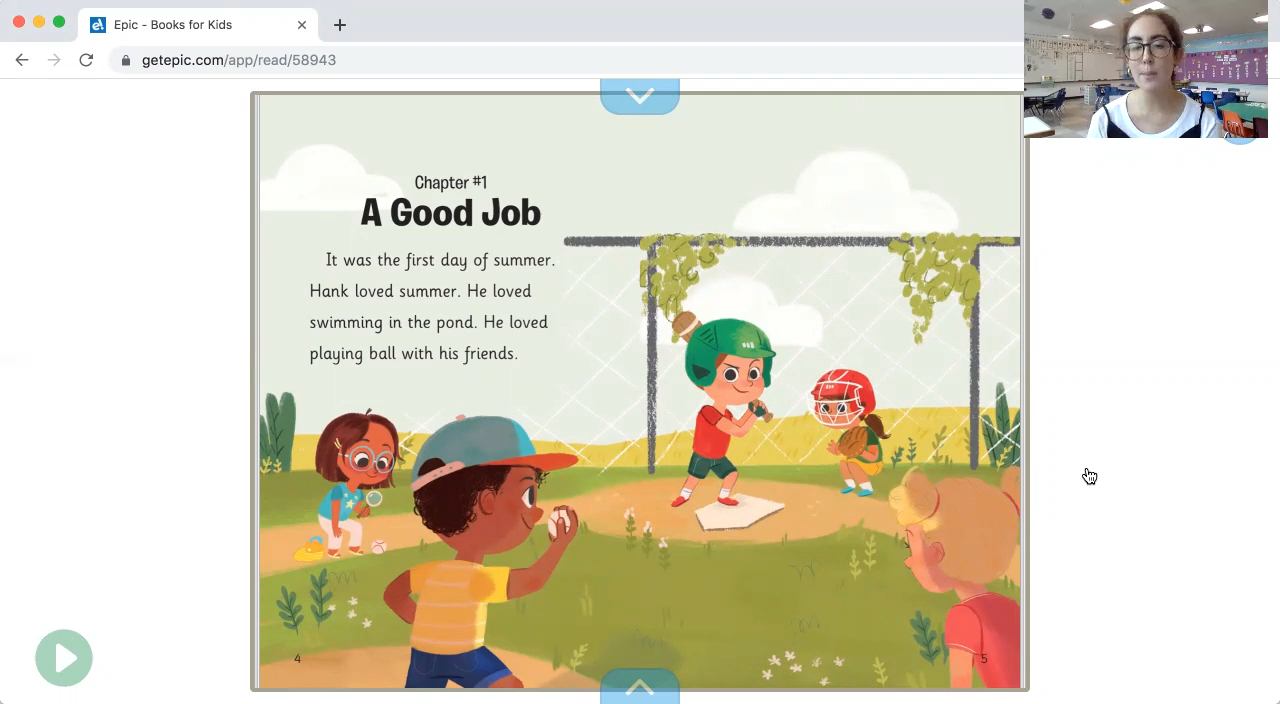 Epic - Books for Kids
getepic.com/app/read/58943
Chapter #1
A Good Job
It was the first day of summer.
Hank loved summer. He loved
swimming in the pond. He loved
playing ball with his friends.
4
5